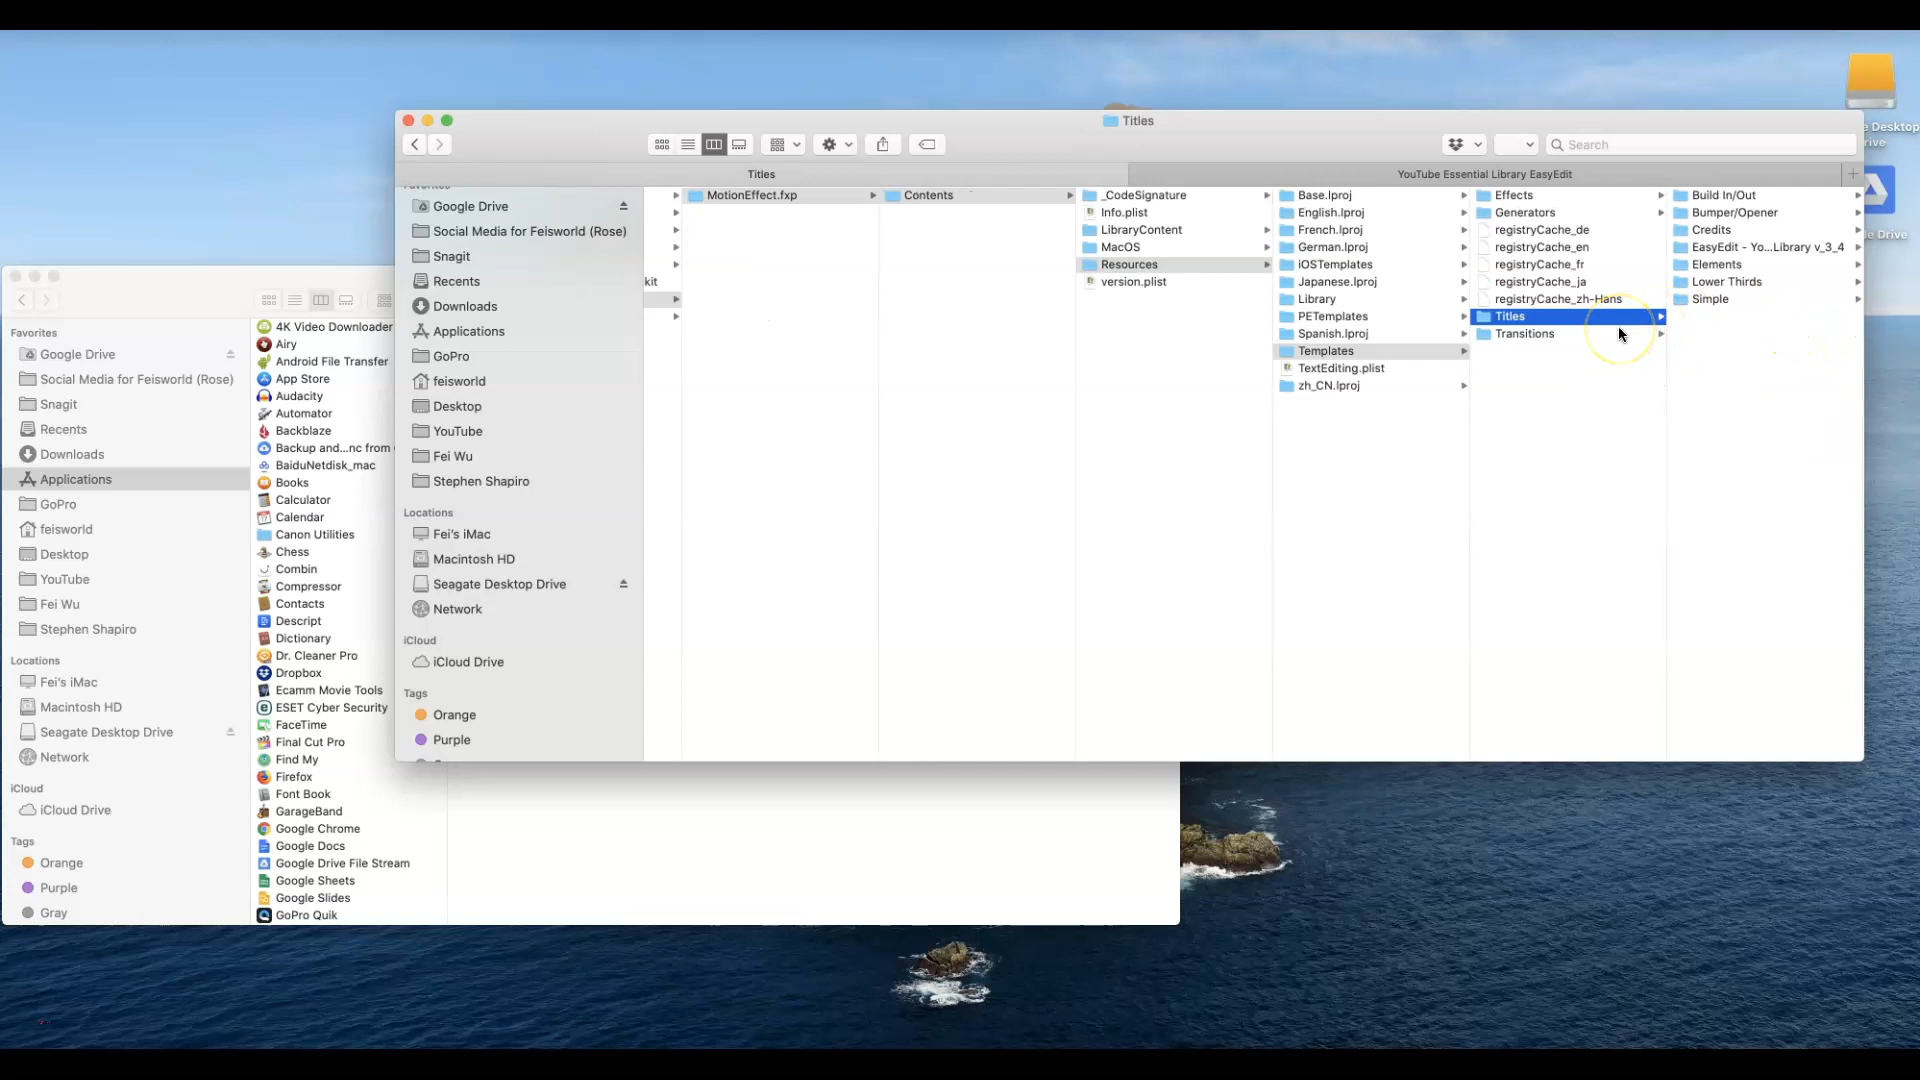 Titles
Search
Titles
YouTube Essential Library EasyEdit
Google Drive
Social Media for Feisworld (Rose)
Snagit
Recents
Downloads
Applications
GoPro
feisworld
Desktop
YouTube
Fei Wu
Stephen Shapiro
Locations
Fei's iMac
Macintosh HD
Seagate Desktop Drive
Network
iCloud
iCloud Drive
Tags
Orange
Purple
kit
MotionEffect.fxp
Contents
_CodeSignature
Info.plist
LibraryContent
MacOS
Resources
version.plist
Base.lproj
English.lproj
French.lproj
German.lproj
iOSTemplates
Japanese.lproj
Library
PETemplates
Spanish.lproj
Templates
TextEditing.plist
zh_CN.lproj
Effects
Generators
registryCache_de
registryCache_en
registryCache_fr
registryCache_ja
registryCache_zh-Hans
Titles
Transitions
Build In/Out
Bumper/Opener
Credits
EasyEdit - Yo...Library v_3_4
Elements
Lower Thirds
Simple
e Desktop
rive
le Drive
Favorites
Google Drive
Social Media for Feisworld (Rose)
Snagit
Recents
Downloads
Applications
GoPro
feisworld
Desktop
YouTube
Fei Wu
Stephen Shapiro
Locations
Fei's iMac
Macintosh HD
Seagate Desktop Drive
Network
iCloud
iCloud Drive
Tags
Orange
Purple
Gray
4K Video Downloader
Airy
Android File Transfer
App Store
Audacity
Automator
Backblaze
Backup and...nc from
BaiduNetdisk_mac
Books
Calculator
Calendar
Canon Utilities
Chess
Combin
Compressor
Contacts
Descript
Dictionary
Dr. Cleaner Pro
Dropbox
Ecamm Movie Tools
ESET Cyber Security
FaceTime
Final Cut Pro
Find My
Firefox
Font Book
GarageBand
Google Chrome
Google Docs
Google Drive File Stream
Google Sheets
Google Slides
GoPro Quik